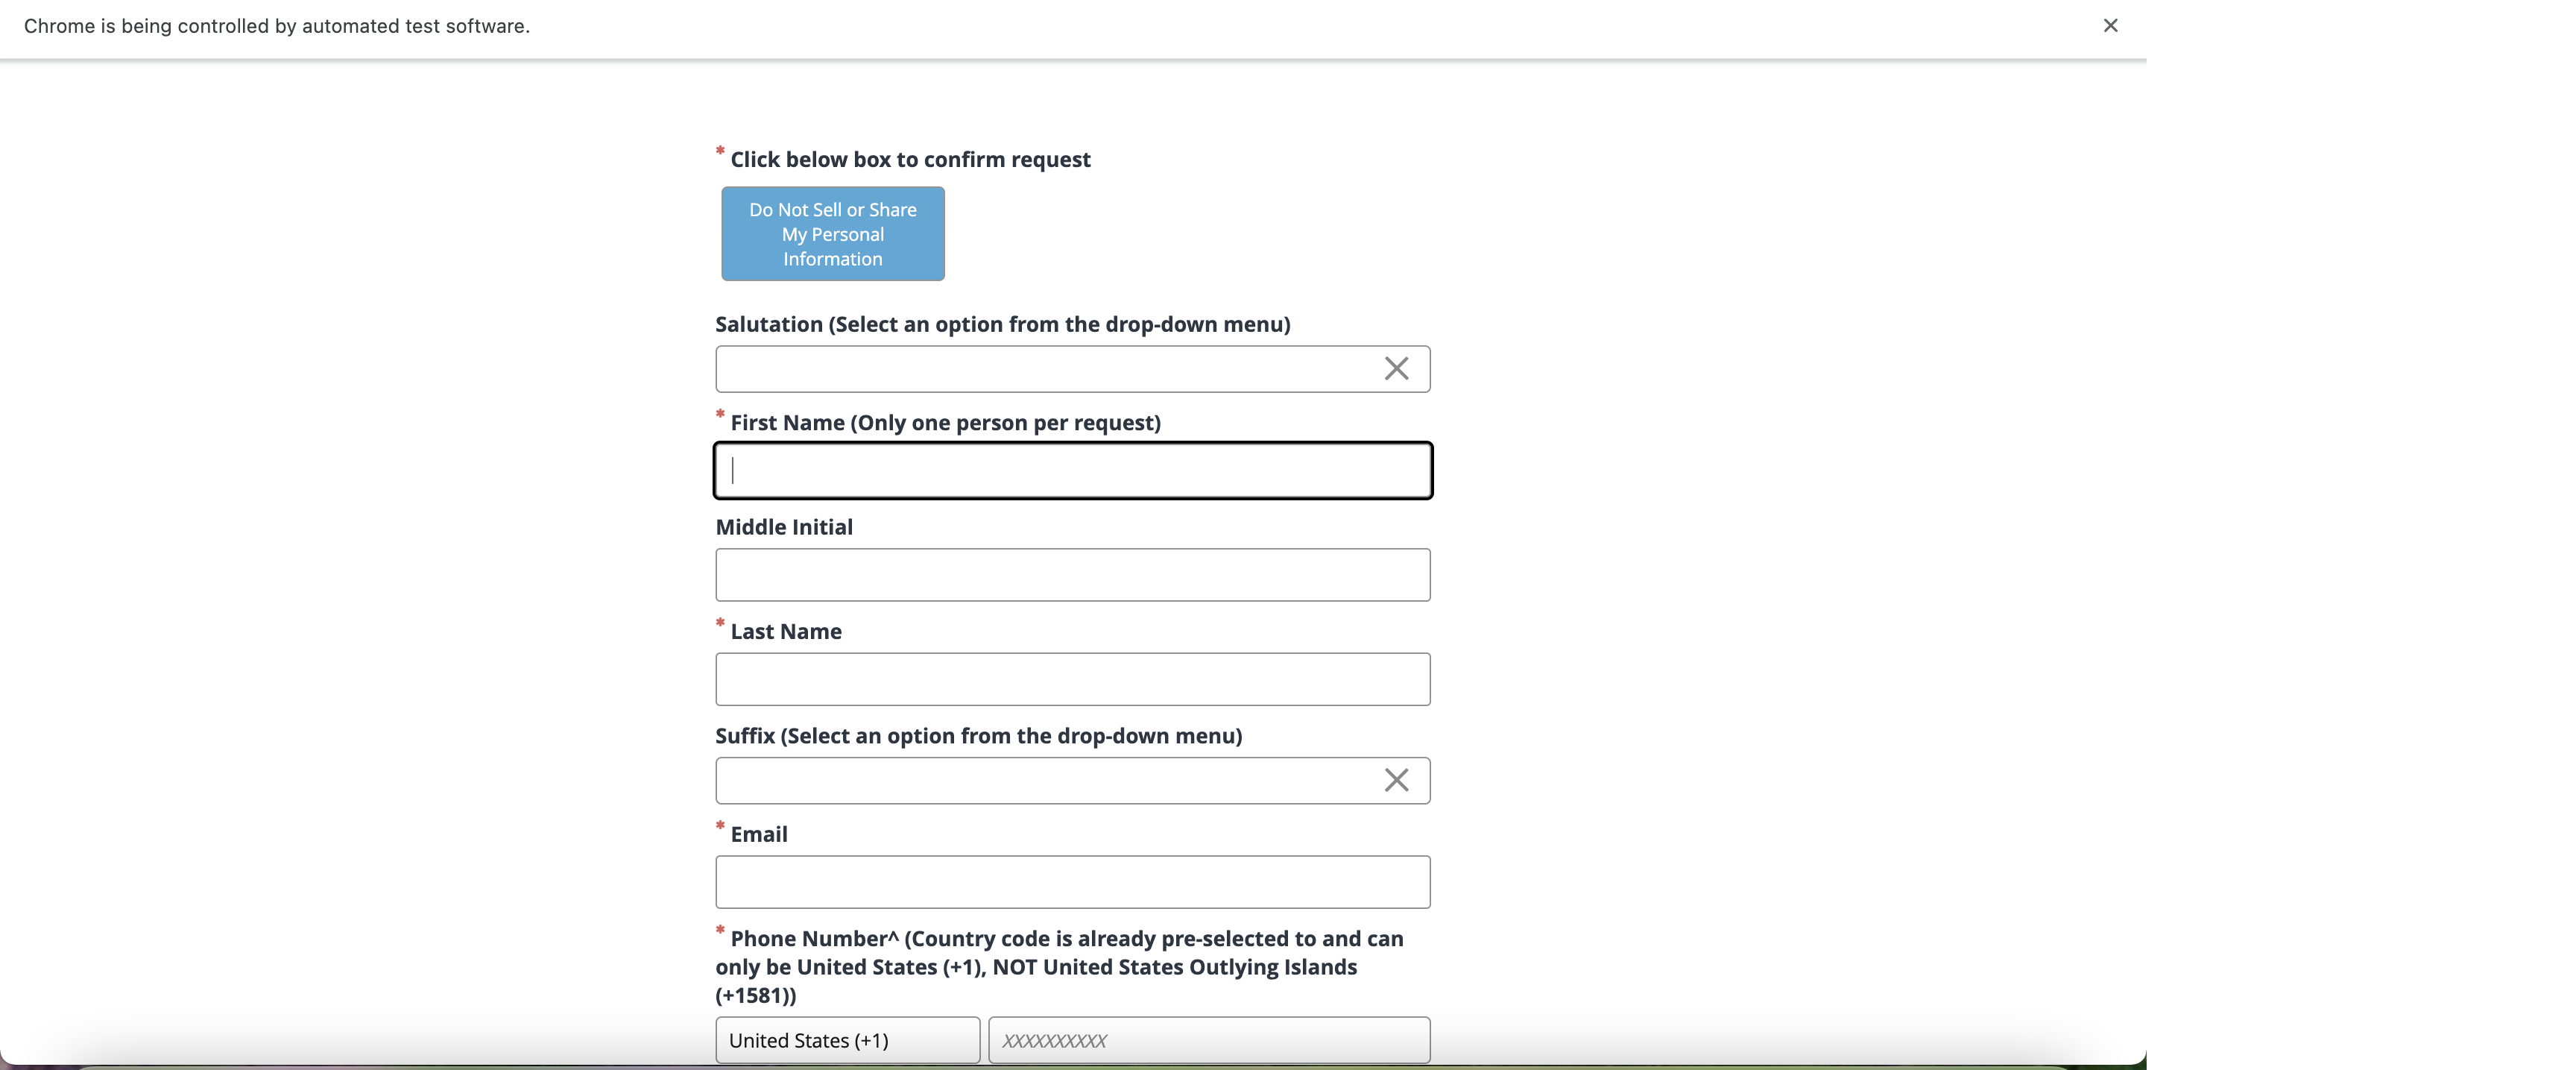 Chrome is being controlled by automated test software.
* Click below box to confirm request
Do Not Sell or Share
My Personal
Information
Salutation (Select an option from the drop-down menu)
* First Name (Only one person per request)
Middle Initial
* Last Name
Suffix (Select an option from the drop-down menu)
* Email
* Phone Number^ (Country code is already pre-selected to and can
only be United States (+1), NOT United States Outlying Islands
(+1581))
United States (+1) XXXXXXXXXX